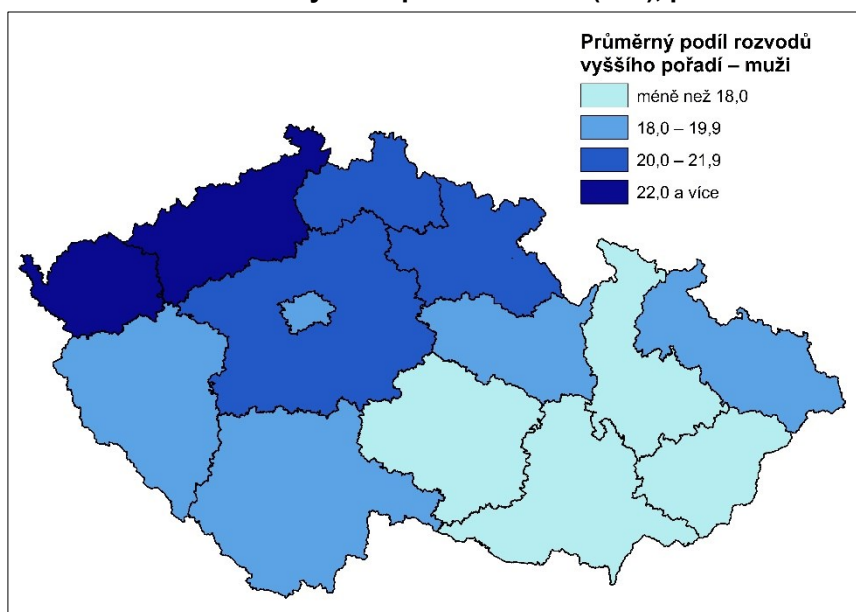 Průměrný podíl rozvodů
vyššího pořadí – muži
méně než 18,0
18,0 – 19,9
20,0 – 21,9
22,0 a více